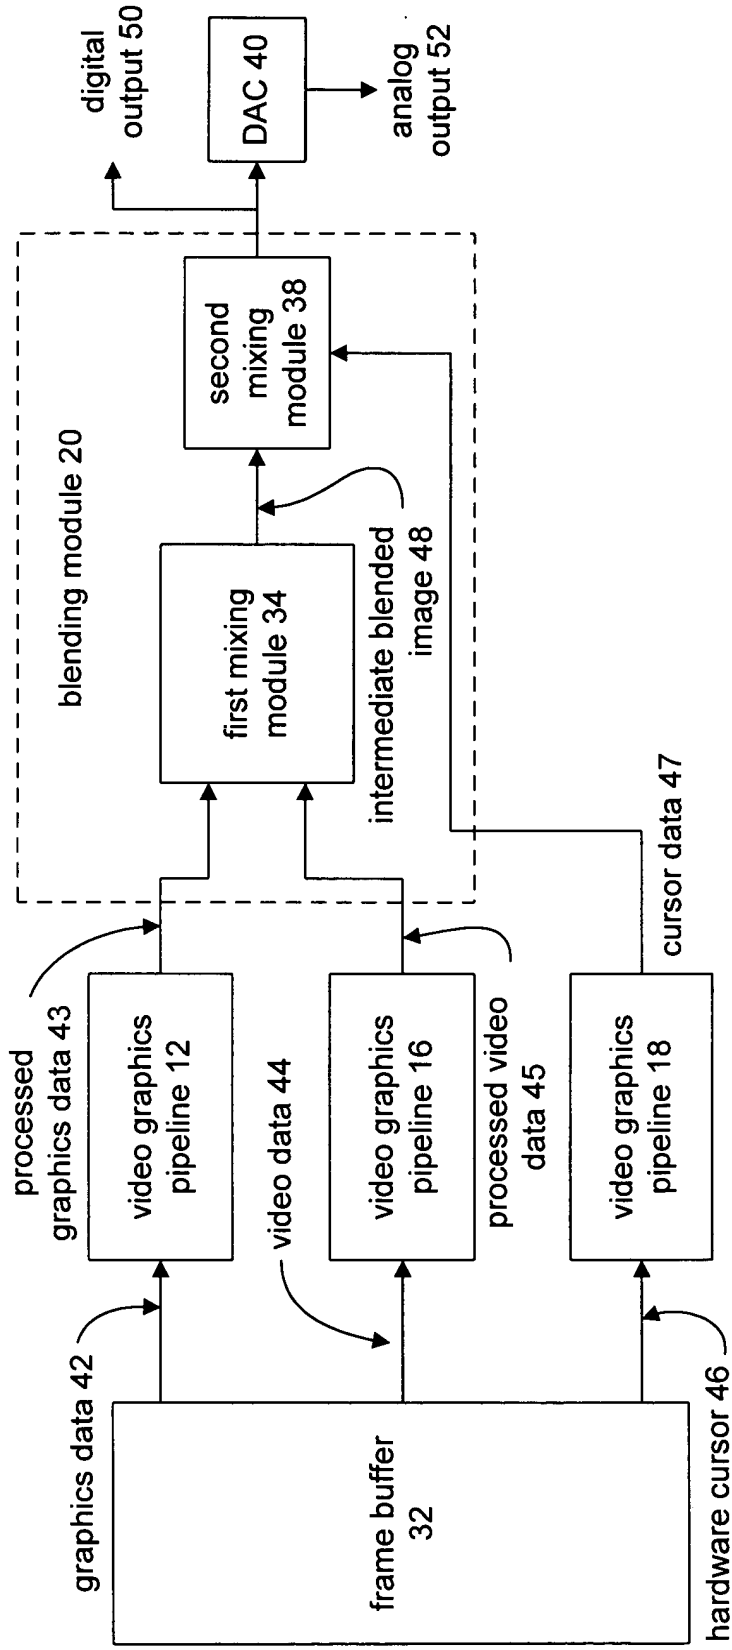 frame buffer
32
graphics data 42
video data 44
hardware cursor 46
video graphics
pipeline 12
video graphics
pipeline 16
video graphics
pipeline 18
processed
graphics data 43
processed video
data 45
cursor data 47
blending module 20
first mixing
module 34
intermediate blended
image 48
second
mixing
module 38
digital
output 50
DAC 40
analog
output 52